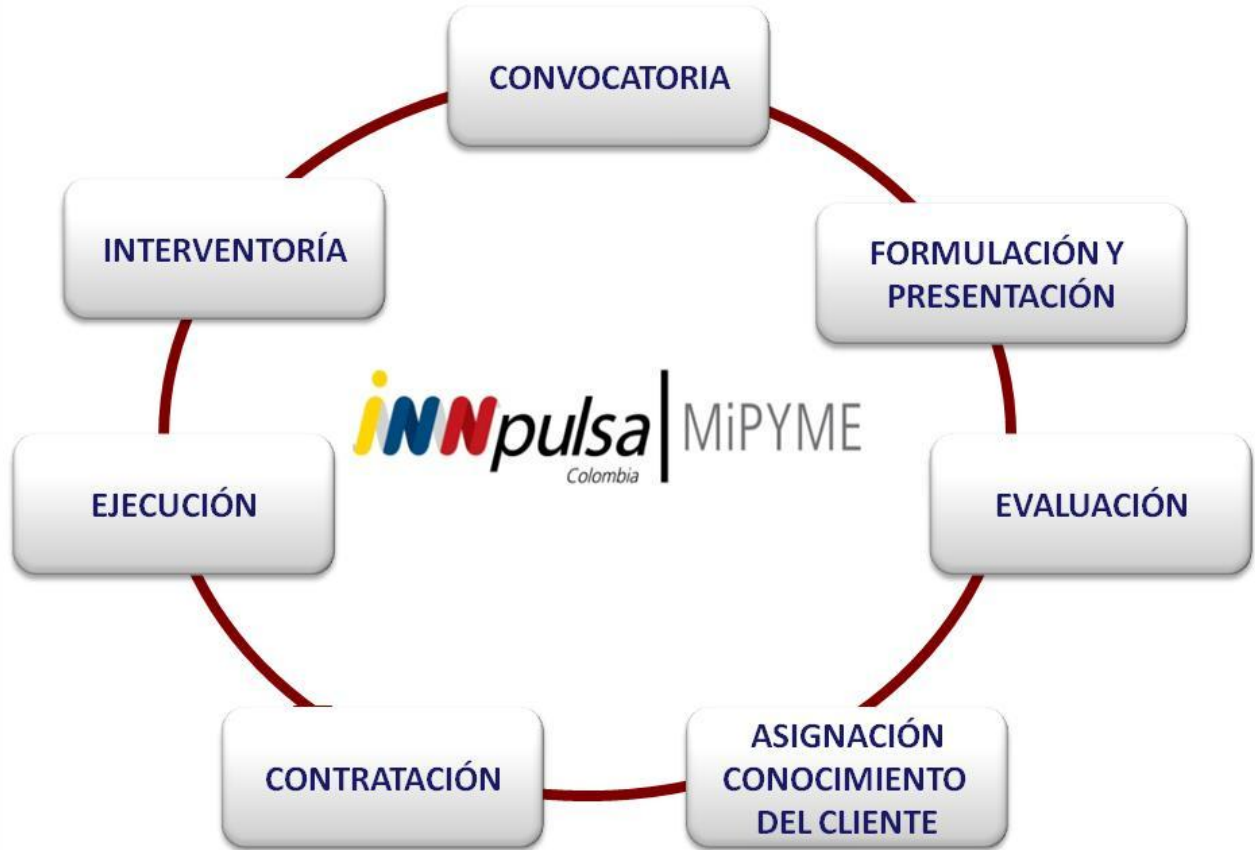 CONVOCATORIA
FORMULACIÓN Y
PRESENTACIÓN
EVALUACIÓN
ASIGNACIÓN
CONOCIMIENTO
DEL CLIENTE
CONTRATACIÓN
EJECUCIÓN
INTERVENTORÍA
iNNpulsa MiPYME
Colombia